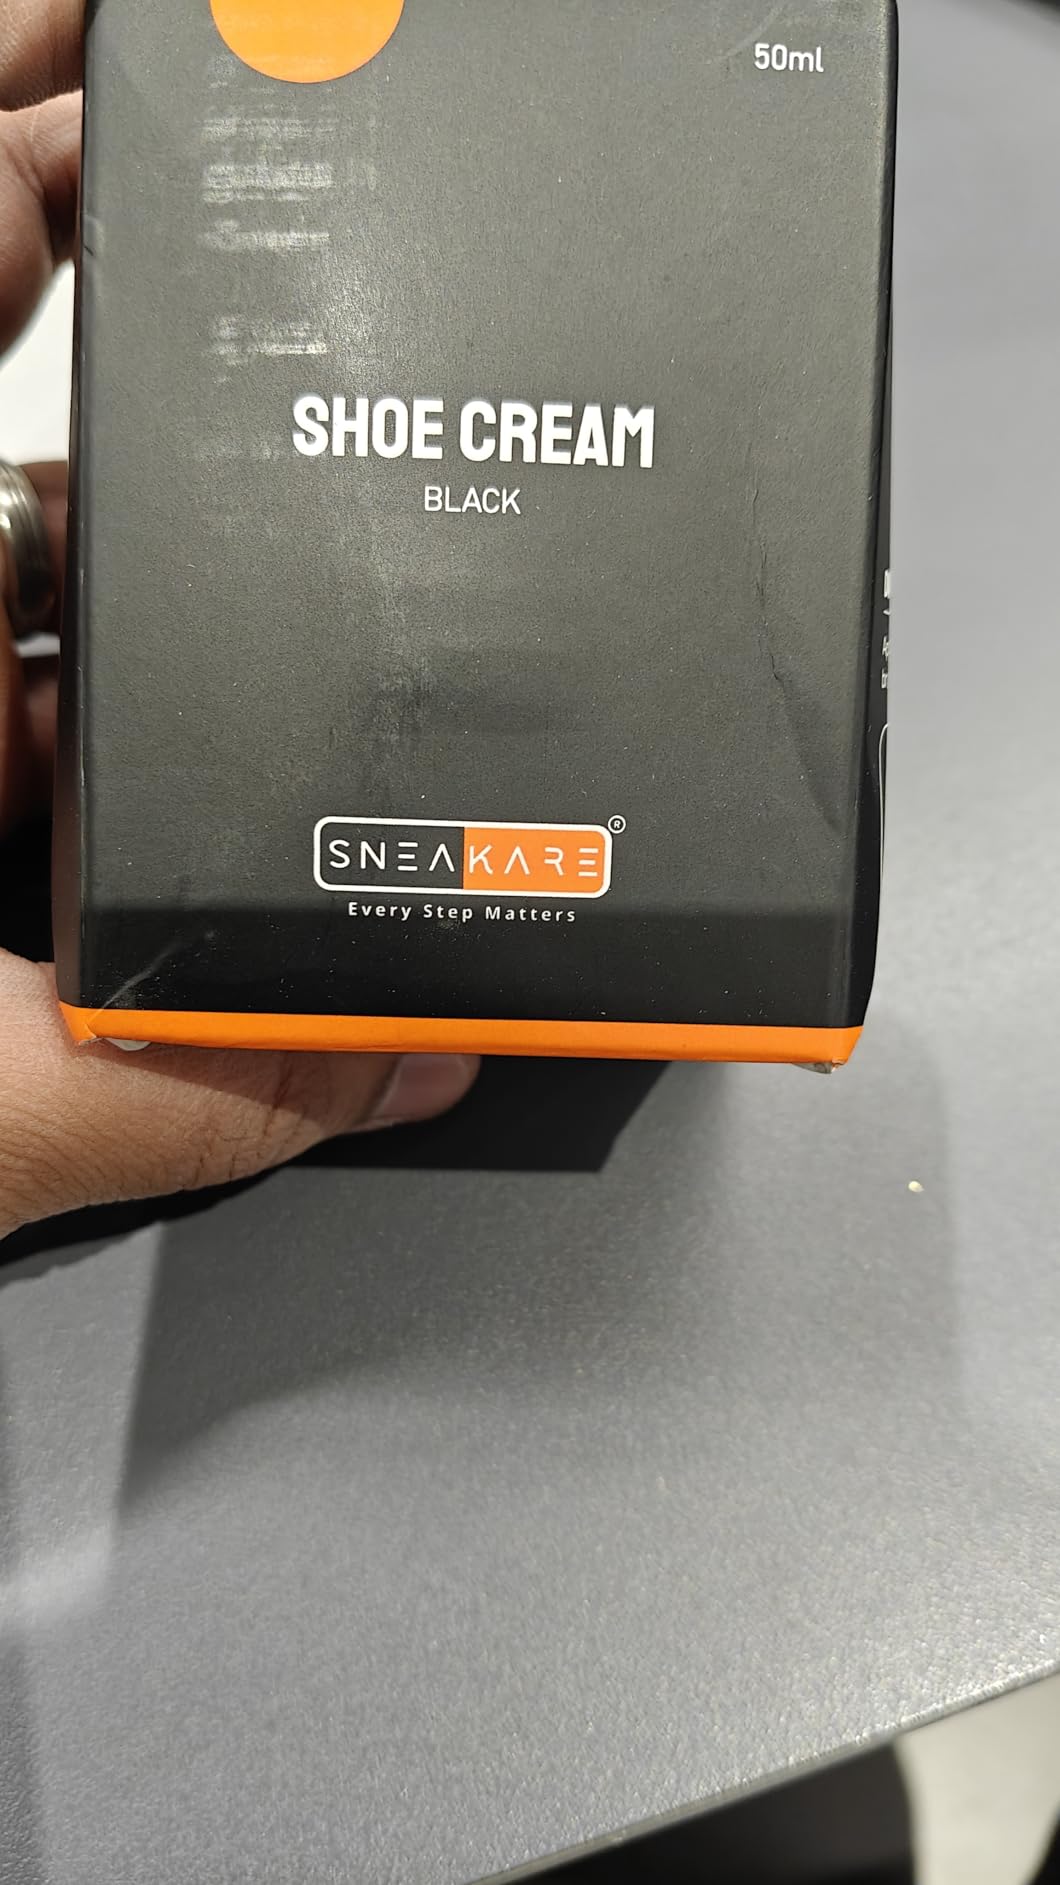 50ml
SHOE CREAM
BLACK
SNEAKARE®
Every Step Matters